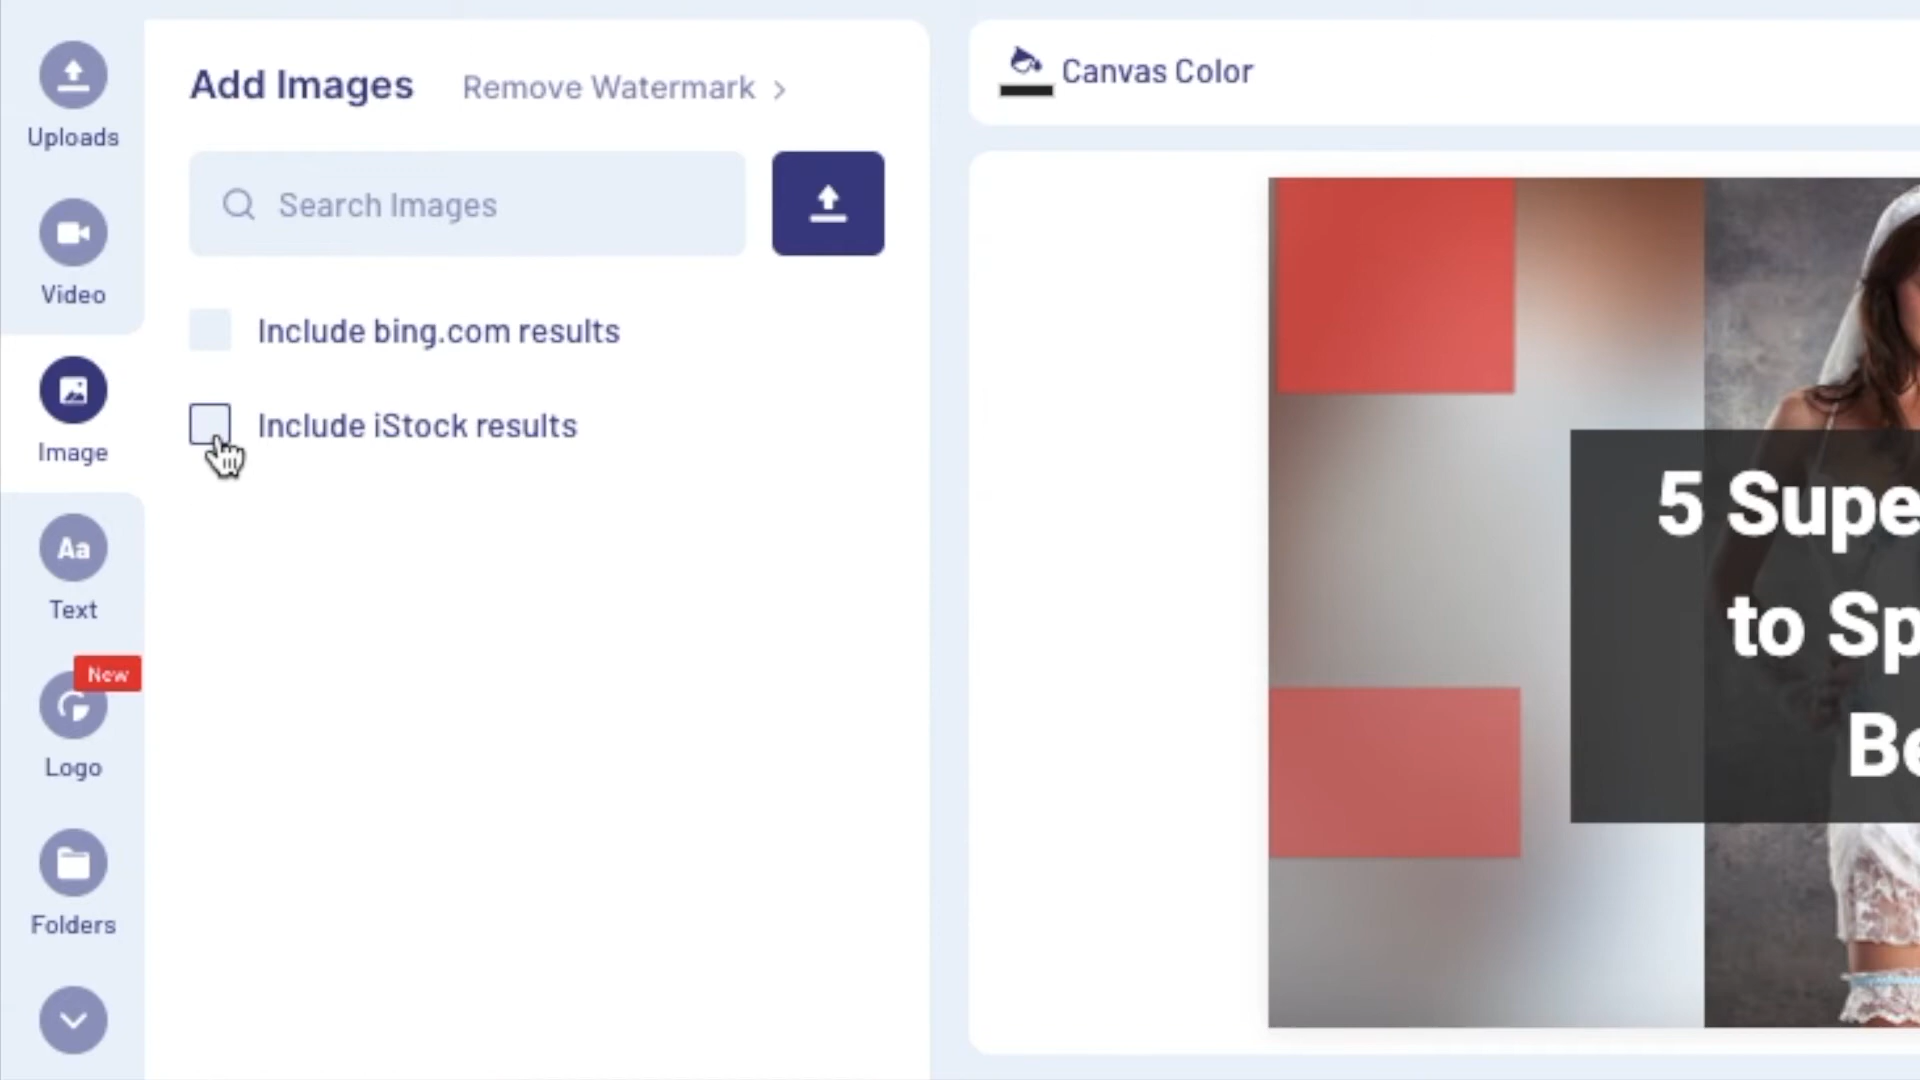 Uploads
Video
Image
Aa
Text
New
Logo
Folders
Add Images
Remove Watermark
Search Images
Include bing.com results
Include iStock results
Canvas Color
5 Supe
to Sp
Be